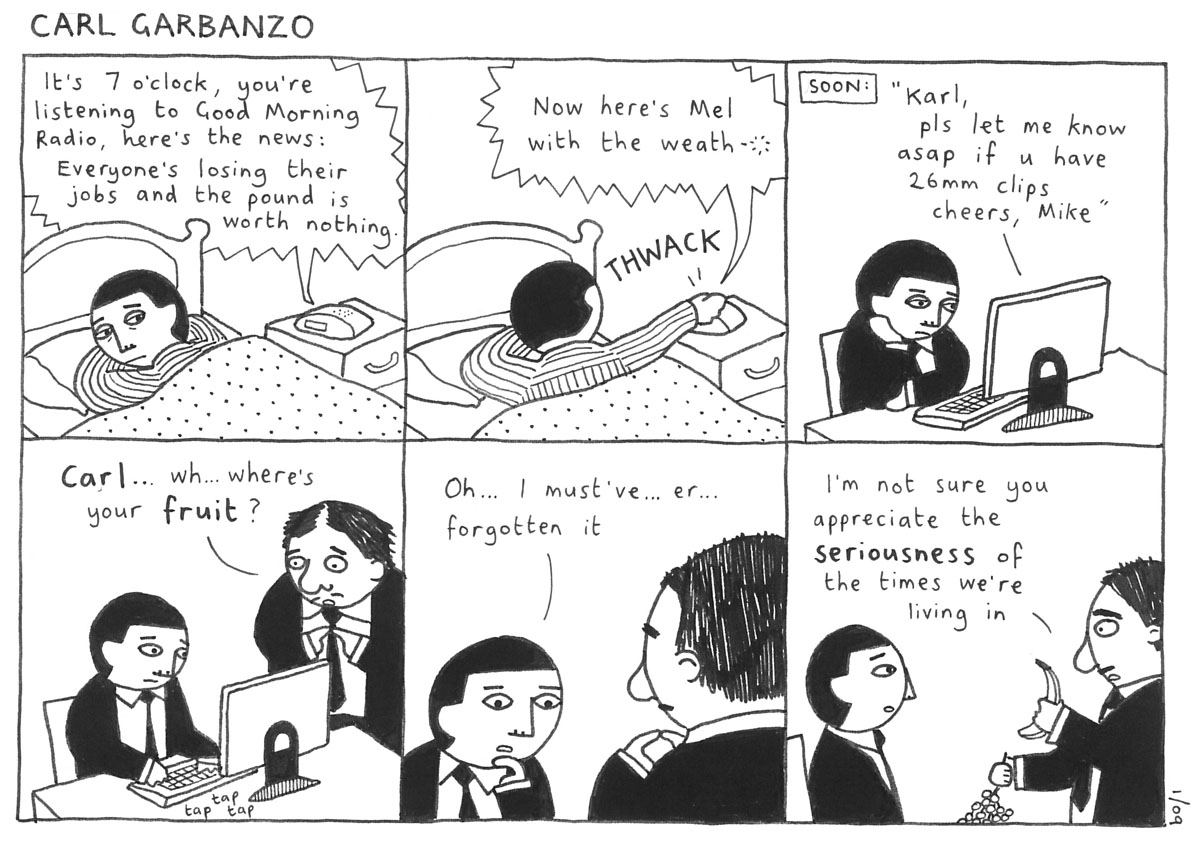 CARL GARBANZO
It's 7 o'clock, you're
listening to Good Morning
Radio, here's the news:
Everyone's losing their
jobs and the pound is
worth nothing.
Now here's Mel
with the weath-
THWACK
SOON:
"Karl,
pls let me know
asap if u have
26mm clips
cheers, Mike"
Carl... wh... where's
your fruit?
tap
tap tap
Oh... I must've... er...
forgotten it
I'm not sure you
appreciate the
seriousness of
the times we're
living in
1/09